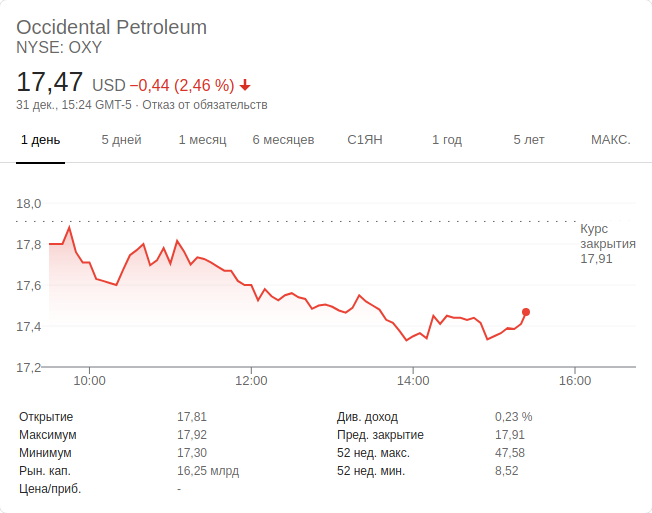 Occidental Petroleum
NYSE: OXY
17,47 USD −0,44 (2,46 %)
31 дек., 15:24 GMT-5 · Отказ от обязательств
1 день 5 дней 1 месяц 6 месяцев С1ЯН 1 год 5 лет МАКС.
18,0
Курс
17,8 закрытия
17,91
17,6
17,4
17,2
10:00 12:00 14:00 16:00
Открытие 17,81 Див. доход 0,23 %
Максимум 17,92 Пред. закрытие 17,91
Минимум 17,30 52 нед. макс. 47,58
Рын. кап. 16,25 млрд 52 нед. мин. 8,52
Цена/приб. -